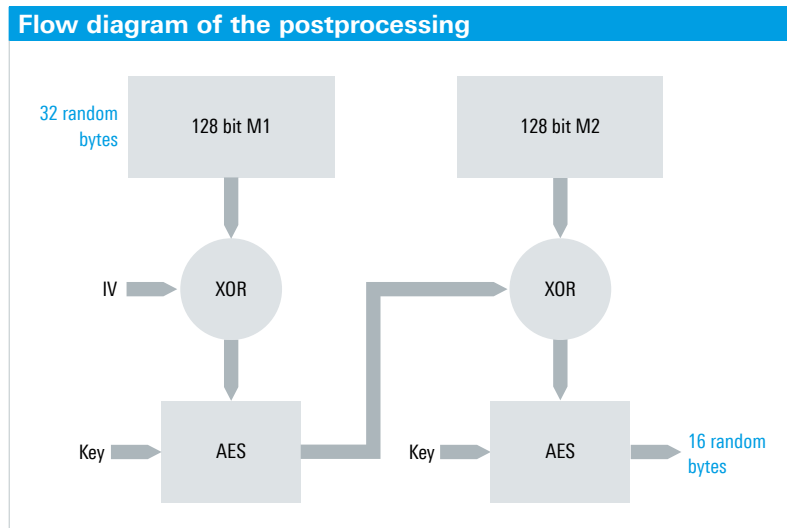 Flow diagram of the postprocessing
32 random
bytes
128 bit M1
128 bit M2
IV
XOR
XOR
Key
AES
Key
AES
16 random
bytes